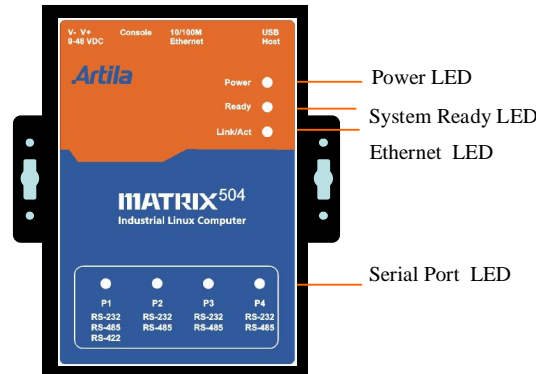 V- V+ Console 10/100M USB
9-48 VDC Ethernet Host
Artila
Power
Power LED
Ready
System Ready LED
Link/Act
Ethernet LED
MATRIX504
Industrial Linux Computer
Serial Port LED
P1 P2 P3 P4
RS-232 RS-232 RS-232 RS-232
RS-485 RS-485 RS-485 RS-485
RS-422